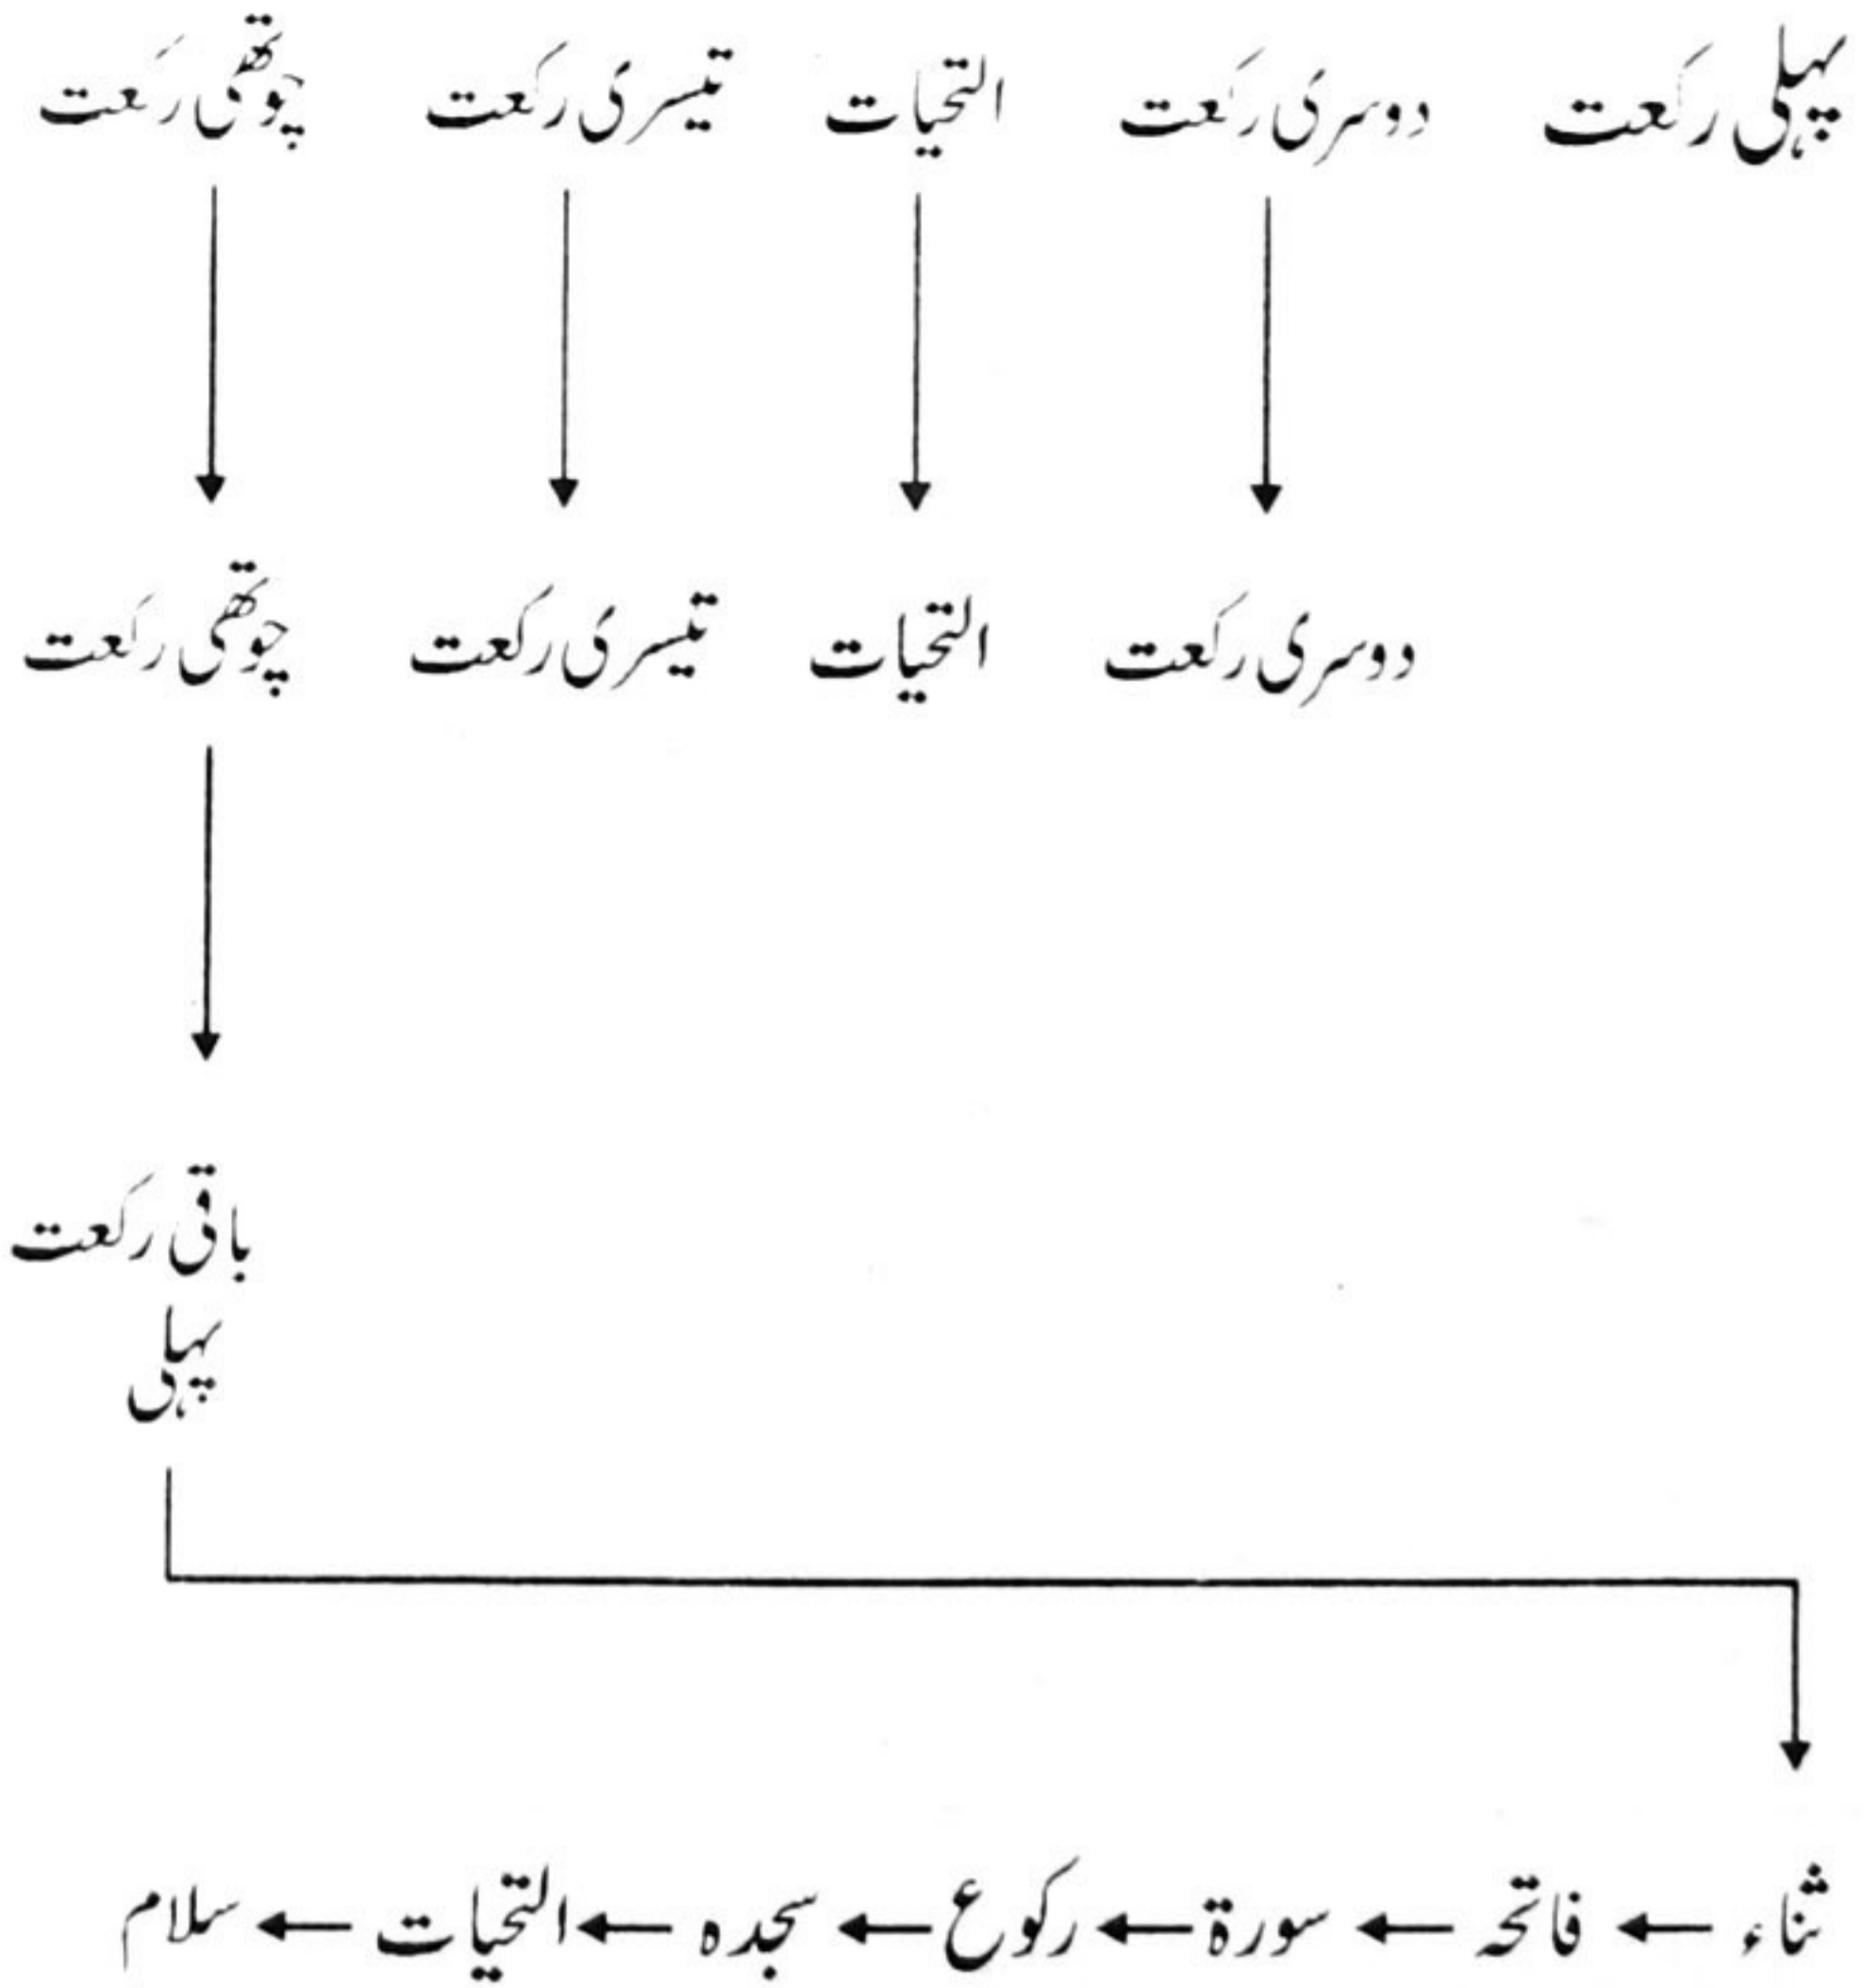 پہلی رکعت دوسری رکعت التحیات تیسری رکعت چوتھی رکعت
دوسری رکعت التحیات تیسری رکعت چوتھی رکعت
باقی رکعت
پہلی
ثناء ← فاتحہ ← سورۃ ← رکوع ← سجدہ ← التحیات ← سلام